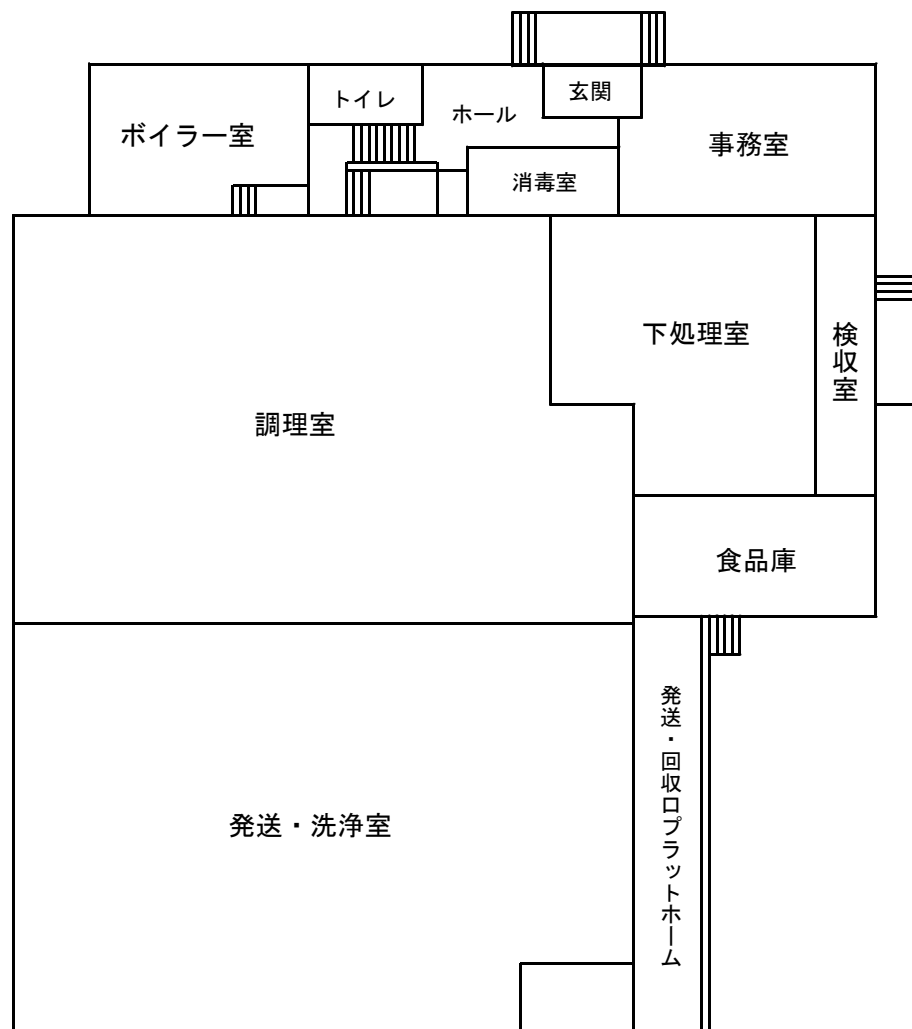 トイレ
玄関
ホール
ボイラー室
事務室
消毒室
下処理室
検収室
調理室
食品庫
発送・回収口プラットホーム
発送・洗浄室